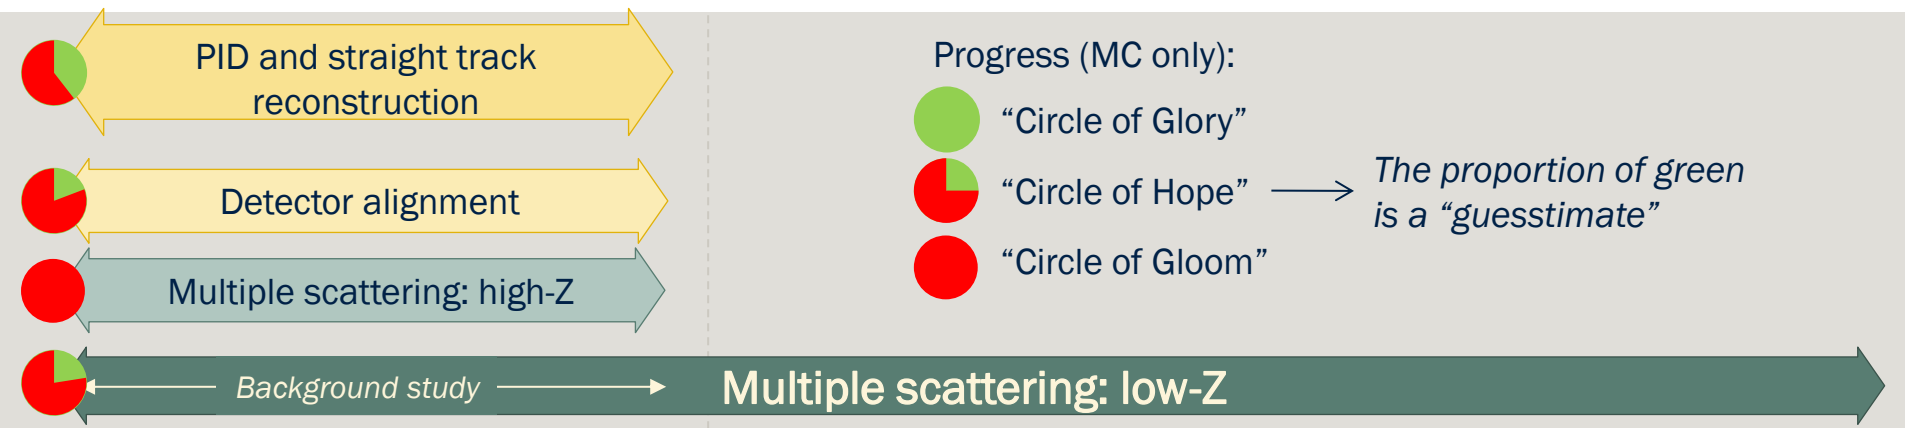 PID and straight track
reconstruction
Detector alignment
Multiple scattering: high-Z
Background study
Multiple scattering: low-Z
Progress (MC only):
“Circle of Glory”
“Circle of Hope”
“Circle of Gloom”
The proportion of green
is a “guesstimate”